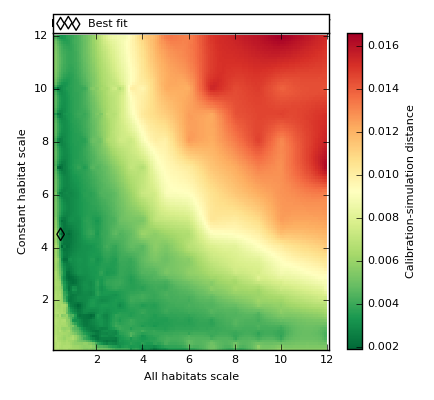 Best fit
12
10
8
6
4
2
Constant habitat scale
2 4 6 8 10 12
All habitats scale
0.016
0.014
0.012
0.010
0.008
0.006
0.004
0.002
Calibration-simulation distance